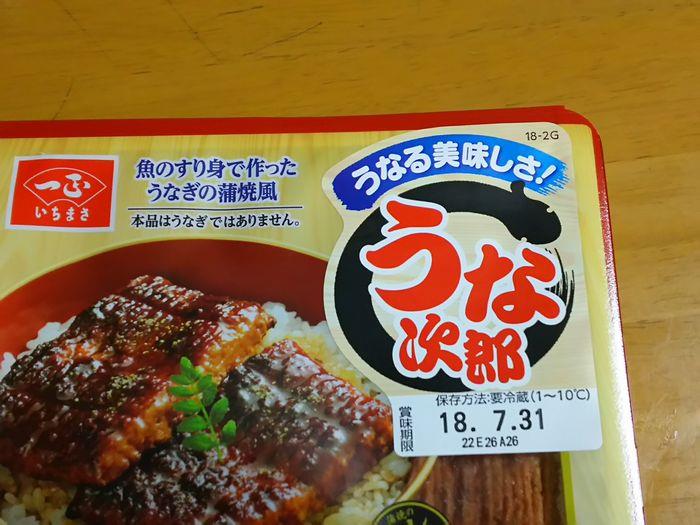 18-2G
うなる美味しさ!
一正
いちまさ
魚のすり身で作った
うなぎの蒲焼風
本品はうなぎではありません。
うな
次郎
保存方法:要冷蔵(1〜10℃)
賞味
期限
18. 7.31
22E26A26